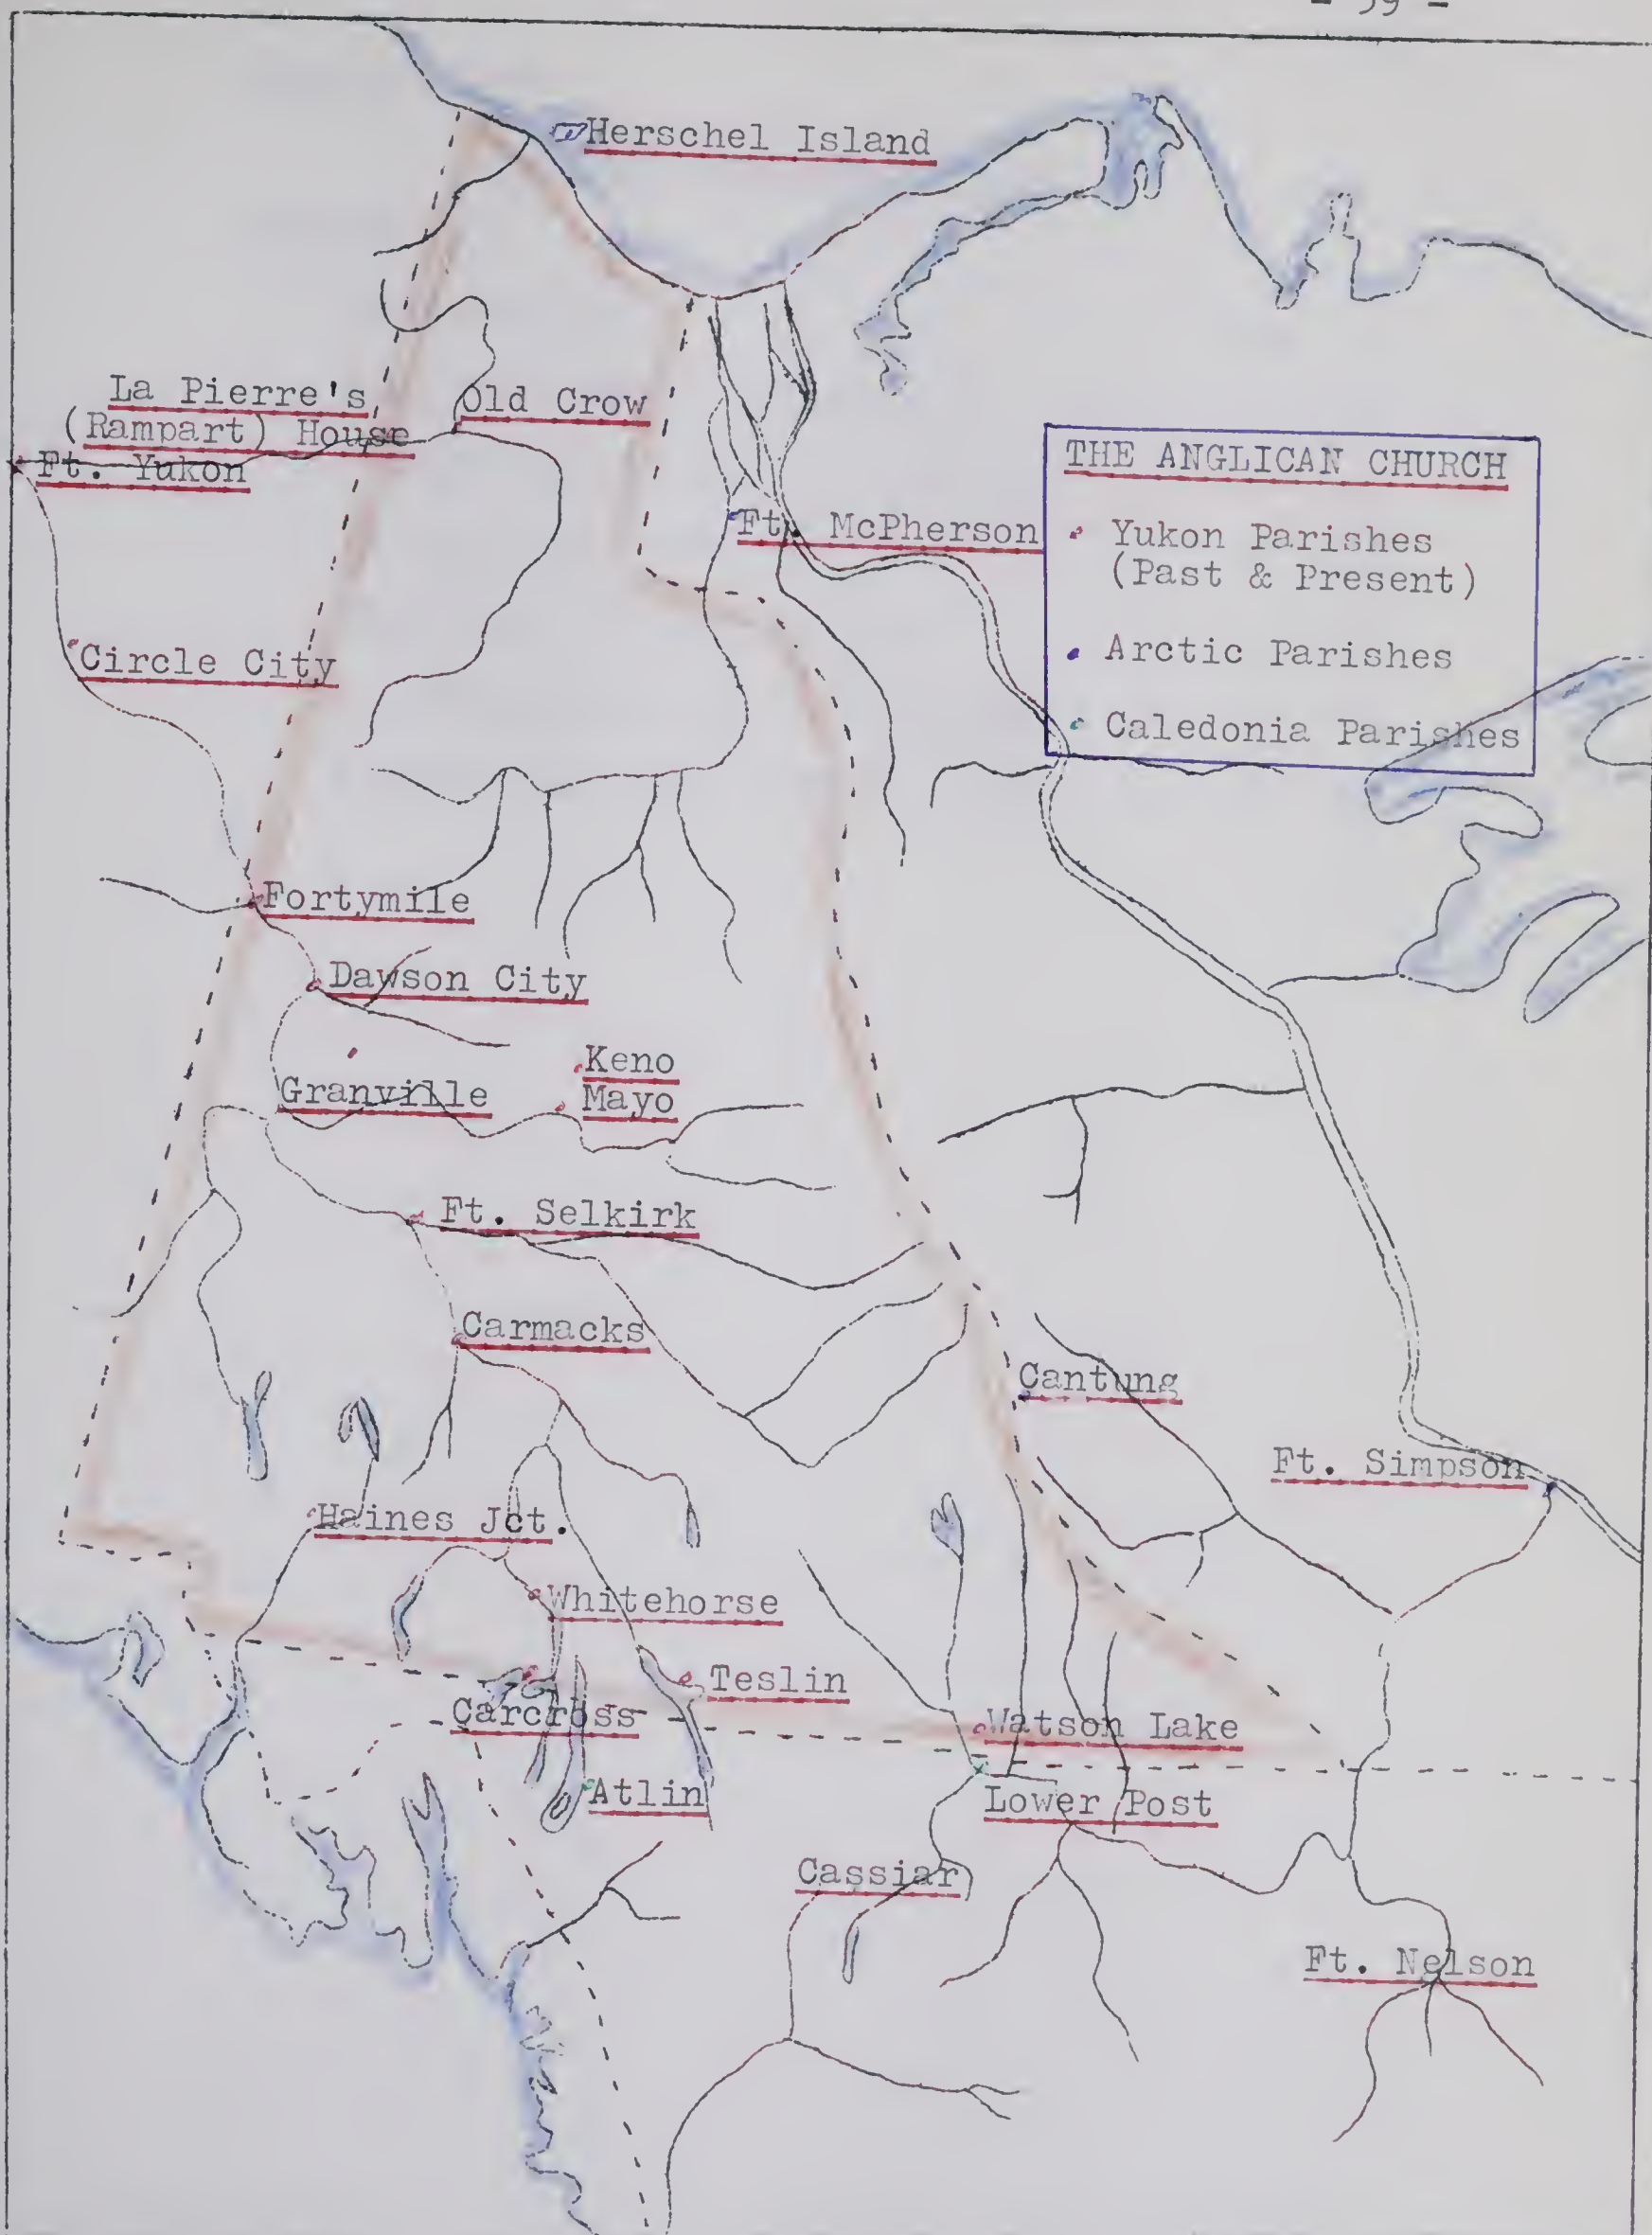 Herschel Island
La Pierre's
(Rampart) House
Old Crow
Ft. Yukon
THE ANGLICAN CHURCH
Yukon Parishes
(Past & Present)
Arctic Parishes
Caledonia Parishes
Ft. McPherson
Circle City
Fortymile
Dawson City
Keno
Mayo
Granville
Ft. Selkirk
Carmacks
Cantung
Ft. Simpson
Haines Jct.
Whitehorse
Teslin
Carcross
Watson Lake
Atlin
Lower Post
Cassiar
Ft. Nelson